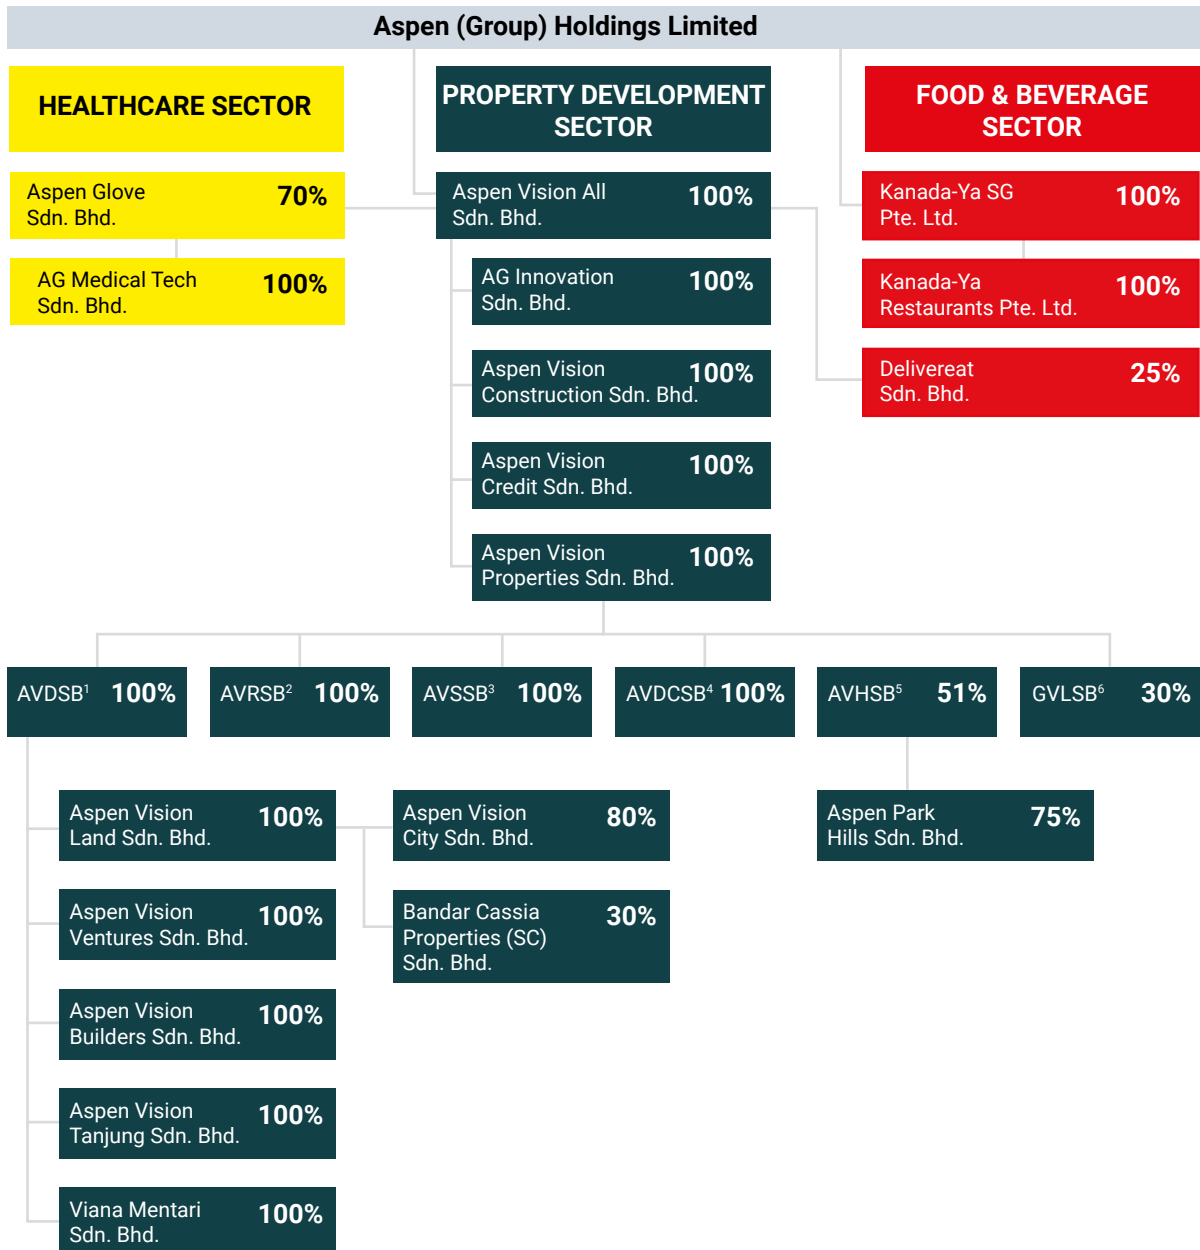 Aspen (Group) Holdings Limited
HEALTHCARE SECTOR
Aspen Glove
Sdn. Bhd.
70%
AG Medical Tech
Sdn. Bhd.
100%
PROPERTY DEVELOPMENT
SECTOR
Aspen Vision All
Sdn. Bhd.
100%
AG Innovation
Sdn. Bhd.
100%
Aspen Vision
Construction Sdn. Bhd.
100%
Aspen Vision
Credit Sdn. Bhd.
100%
Aspen Vision
Properties Sdn. Bhd.
100%
FOOD & BEVERAGE
SECTOR
Kanada-Ya SG
Pte. Ltd.
100%
Kanada-Ya
Restaurants Pte. Ltd.
100%
Delivereat
Sdn. Bhd.
25%
AVDSB¹ 100%
AVRSB² 100%
AVSSB³ 100%
AVDCSB⁴ 100%
AVHSB⁵ 51%
GVLSB⁶ 30%
Aspen Vision
Land Sdn. Bhd.
100%
Aspen Vision
City Sdn. Bhd.
80%
Aspen Park
Hills Sdn. Bhd.
75%
Aspen Vision
Ventures Sdn. Bhd.
100%
Bandar Cassia
Properties (SC)
Sdn. Bhd.
30%
Aspen Vision
Builders Sdn. Bhd.
100%
Aspen Vision
Tanjung Sdn. Bhd.
100%
Viana Mentari
Sdn. Bhd.
100%